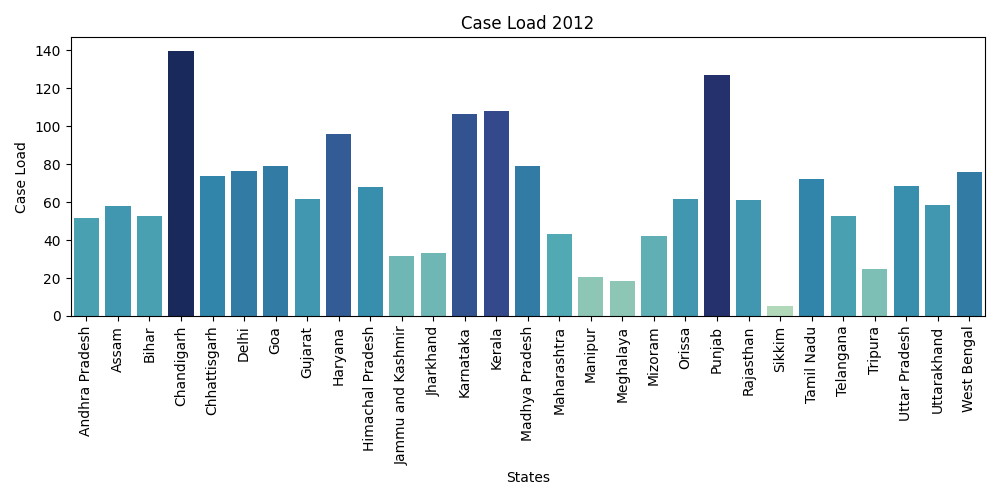 Case Load 2012
Case Load
140
120
100
80
60
40
20
0
Andhra Pradesh
Assam
Bihar
Chandigarh
Chhattisgarh
Delhi
Goa
Gujarat
Haryana
Himachal Pradesh
Jammu and Kashmir
Jharkhand
Karnataka
Kerala
Madhya Pradesh
Maharashtra
Manipur
Meghalaya
Mizoram
Orissa
Punjab
Rajasthan
Sikkim
Tamil Nadu
Telangana
Tripura
Uttar Pradesh
Uttarakhand
West Bengal
States